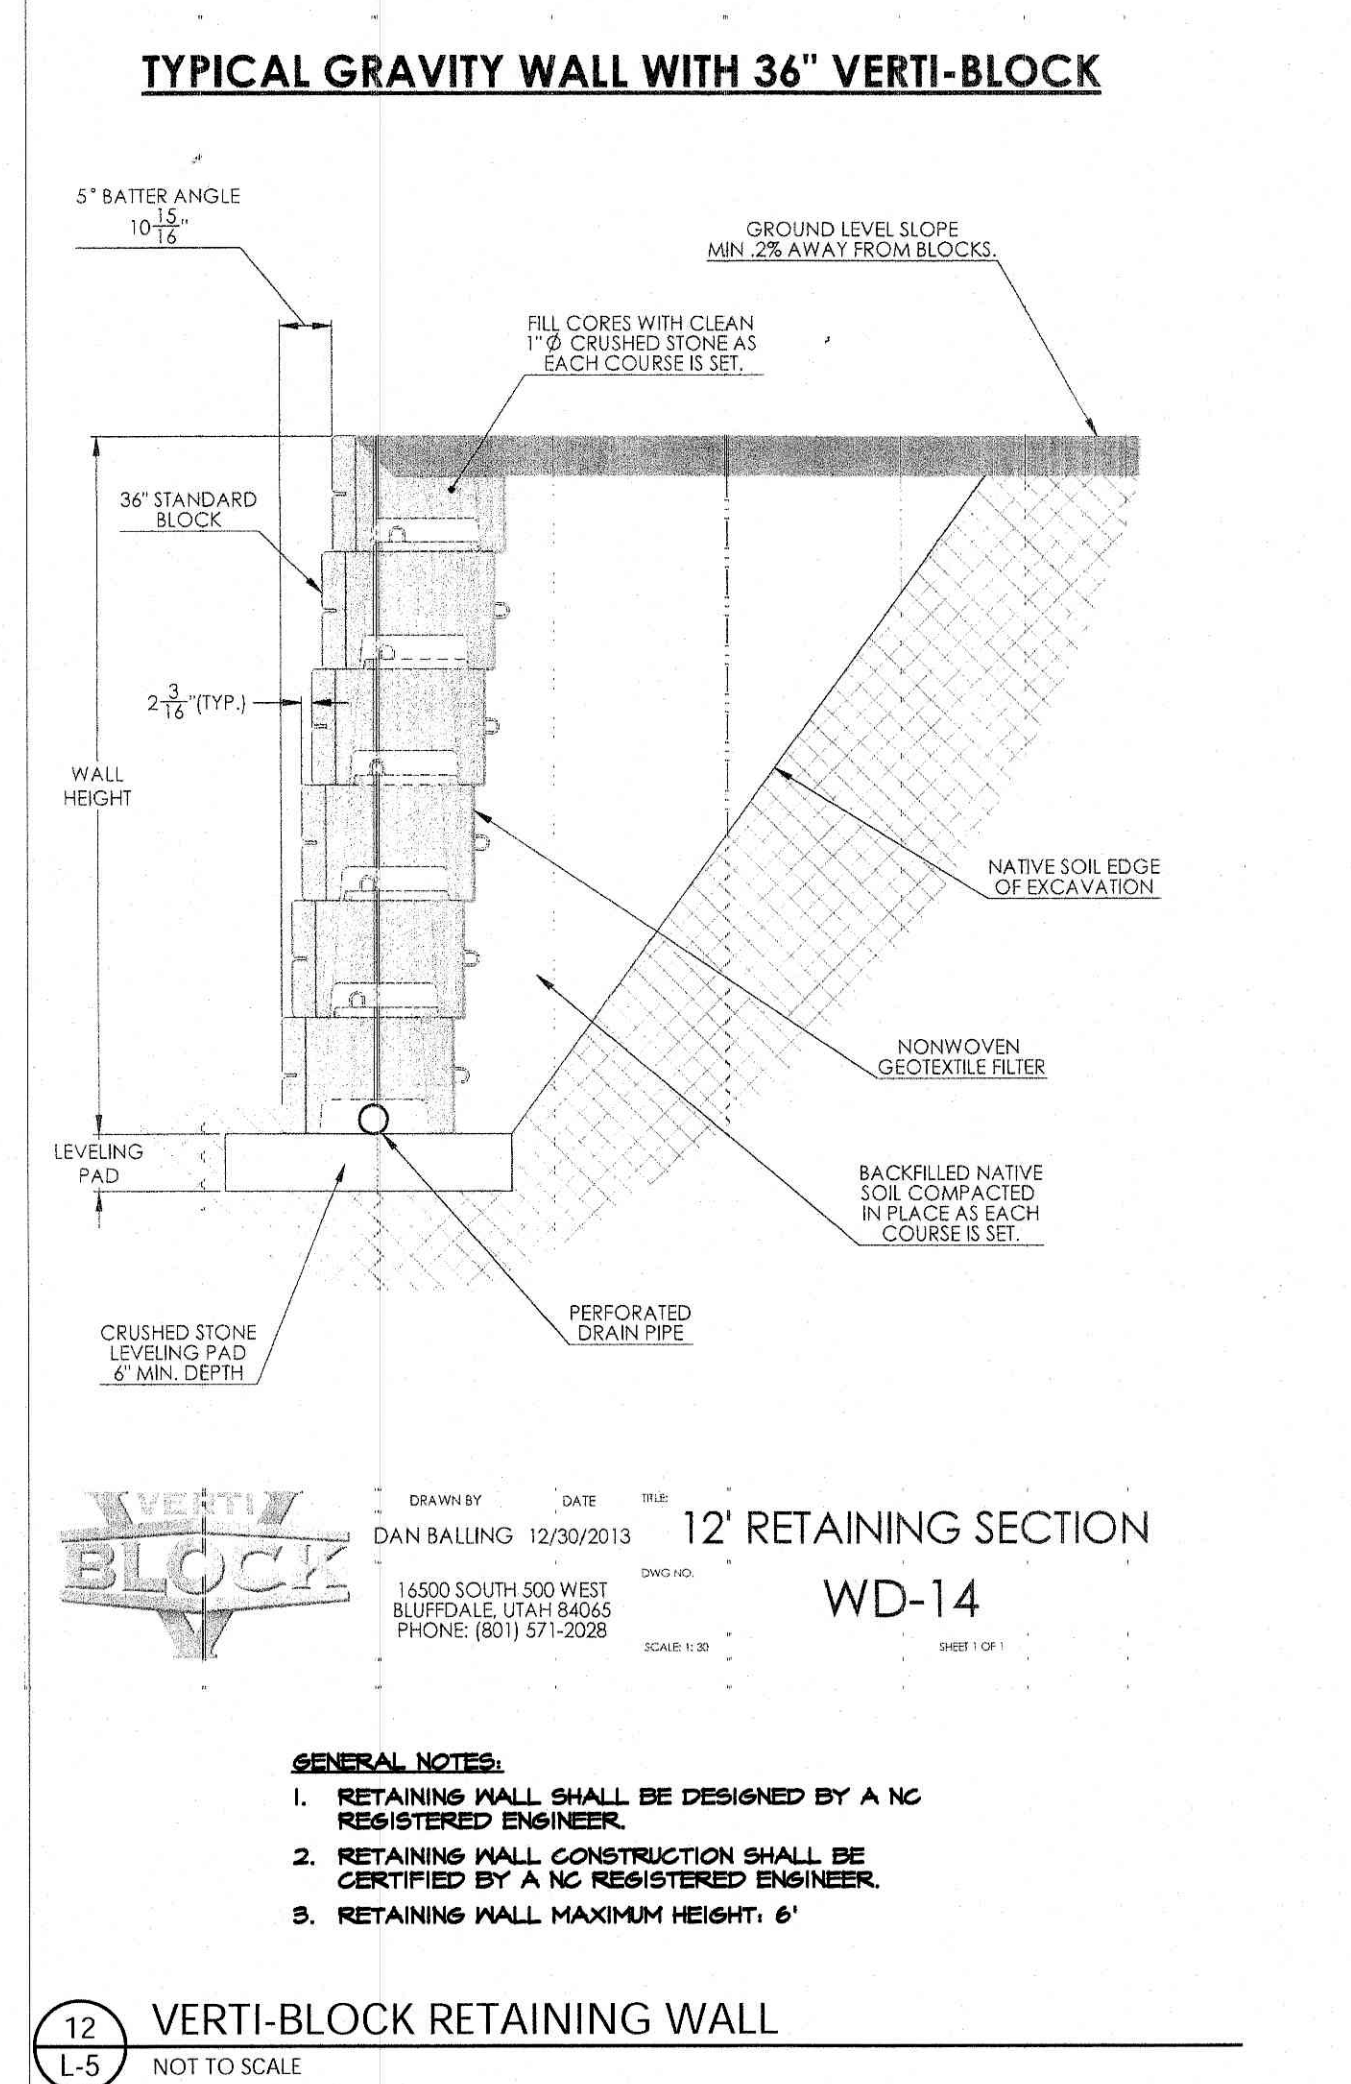 TYPICAL GRAVITY WALL WITH 36" VERTI-BLOCK
5° BATTER ANGLE
10 15/16"
GROUND LEVEL SLOPE
MIN .2% AWAY FROM BLOCKS.
FILL CORES WITH CLEAN
1"Ø CRUSHED STONE AS
EACH COURSE IS SET.
36" STANDARD
BLOCK
2 3/16"(TYP.)
WALL
HEIGHT
NATIVE SOIL EDGE
OF EXCAVATION
NONWOVEN
GEOTEXTILE FILTER
LEVELING
PAD
BACKFILLED NATIVE
SOIL COMPACTED
IN PLACE AS EACH
COURSE IS SET.
PERFORATED
DRAIN PIPE
CRUSHED STONE
LEVELING PAD
6" MIN. DEPTH
VERTI
BLOCK
DRAWN BY DATE TITLE:
DAN BALLING 12/30/2013 12' RETAINING SECTION
DWG NO.
16500 SOUTH 500 WEST
BLUFFDALE, UTAH 84065
PHONE: (801) 571-2028
WD-14
SCALE: 1: 30 SHEET 1 OF 1
GENERAL NOTES:
1. RETAINING WALL SHALL BE DESIGNED BY A NC
REGISTERED ENGINEER.
2. RETAINING WALL CONSTRUCTION SHALL BE
CERTIFIED BY A NC REGISTERED ENGINEER.
3. RETAINING WALL MAXIMUM HEIGHT: 6'
12
L-5
VERTI-BLOCK RETAINING WALL
NOT TO SCALE